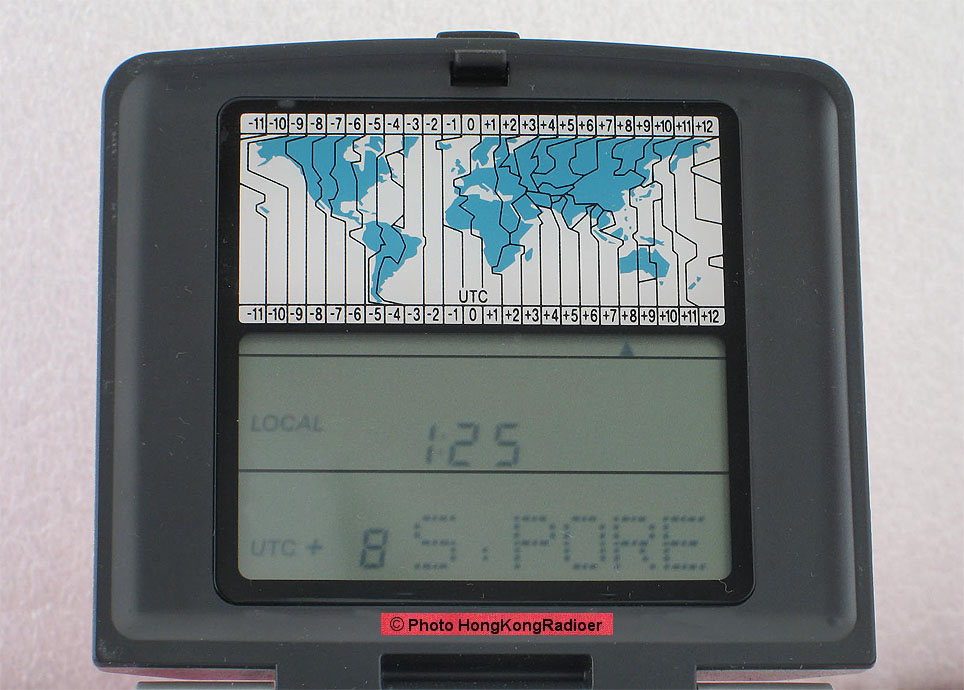 -11 -10 -9 -8 -7 -6 -5 -4 -3 -2 -1 0 +1 +2 +3 +4 +5 +6 +7 +8 +9 +10 +11 +12
UTC
-11 -10 -9 -8 -7 -6 -5 -4 -3 -2 -1 0 +1 +2 +3 +4 +5 +6 +7 +8 +9 +10 +11 +12
LOCAL 1:25
UTC + 8 S.PORE
© Photo HongKongRadioer